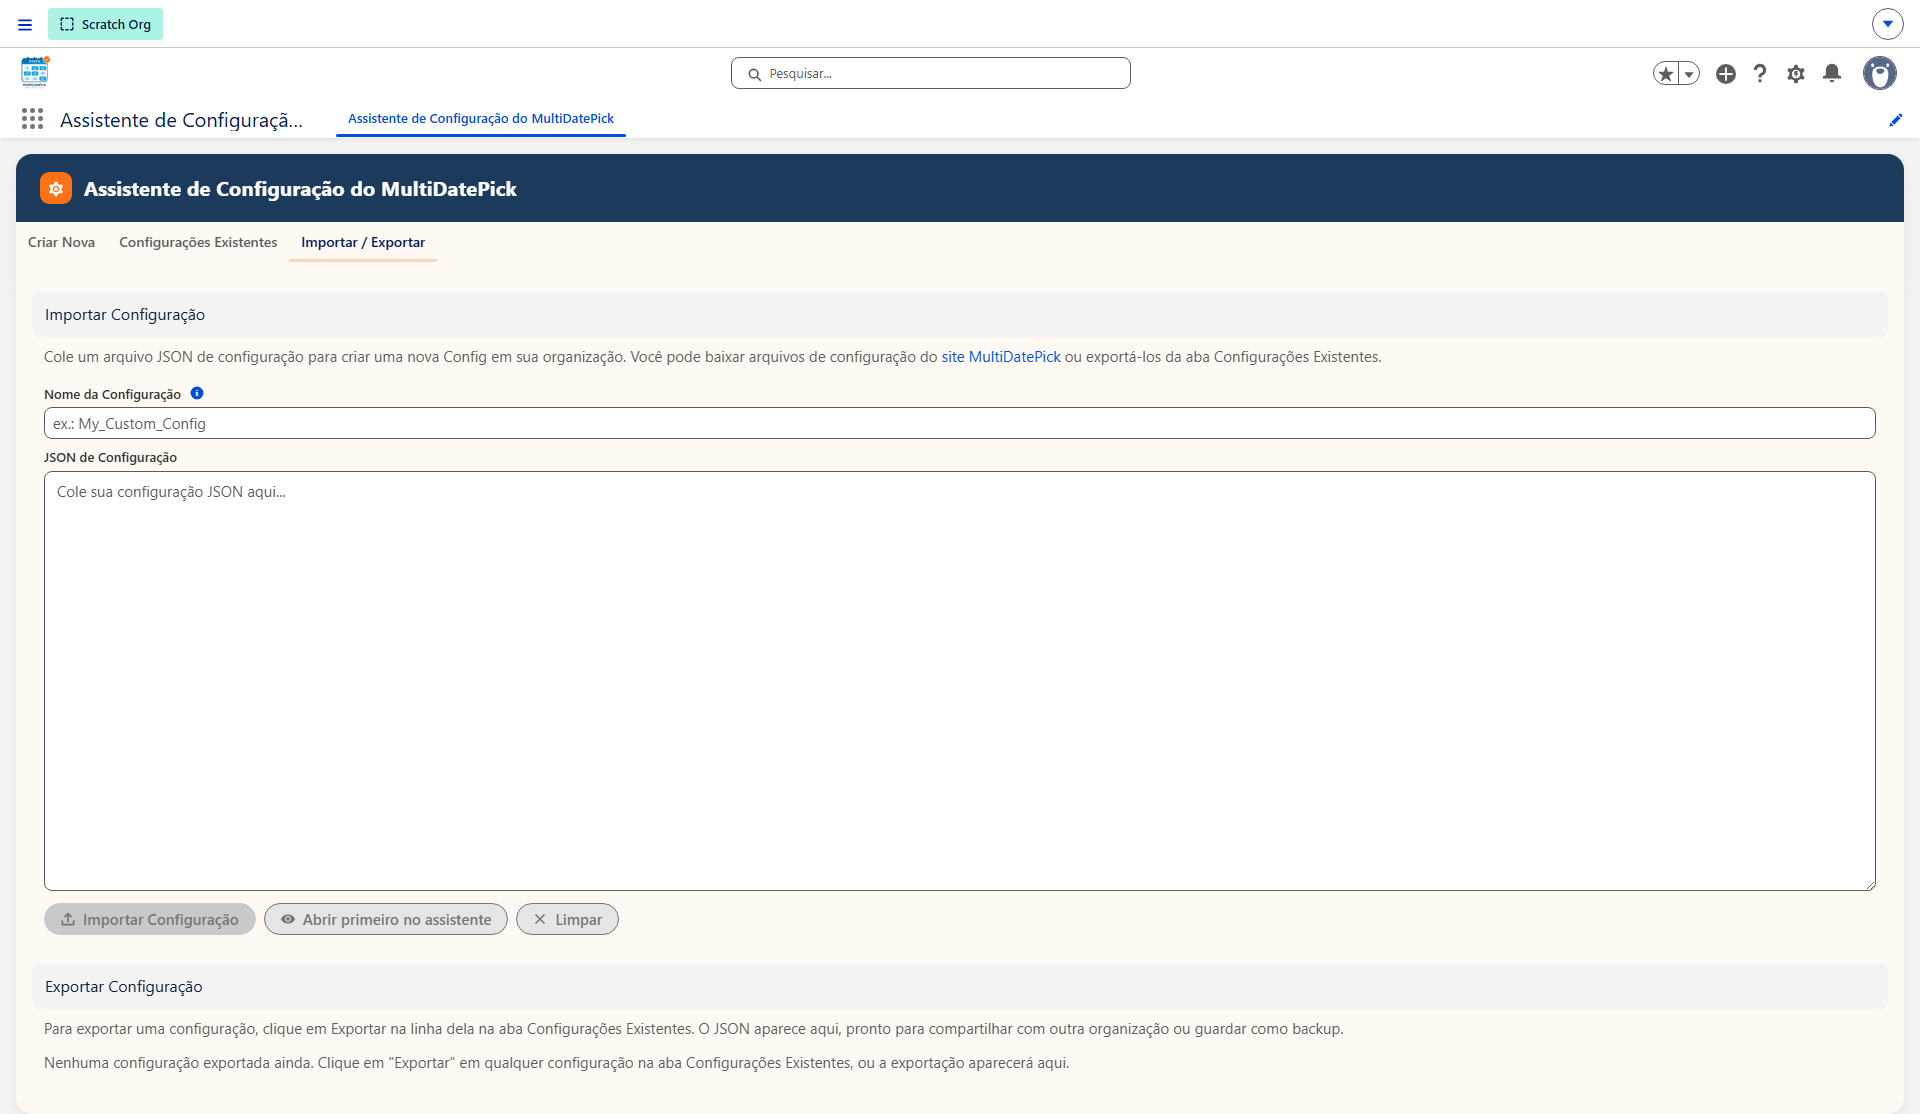 Scratch Org
Pesquisar...
Assistente de Configuraçã...
Assistente de Configuração do MultiDatePick
Assistente de Configuração do MultiDatePick
Criar Nova
Configurações Existentes
Importar / Exportar
Importar Configuração
Cole um arquivo JSON de configuração para criar uma nova Config em sua organização. Você pode baixar arquivos de configuração do site MultiDatePick ou exportá-los da aba Configurações Existentes.
Nome da Configuração
ex.: My_Custom_Config
JSON de Configuração
Cole sua configuração JSON aqui...
Importar Configuração
Abrir primeiro no assistente
Limpar
Exportar Configuração
Para exportar uma configuração, clique em Exportar na linha dela na aba Configurações Existentes. O JSON aparece aqui, pronto para compartilhar com outra organização ou guardar como backup.
Nenhuma configuração exportada ainda. Clique em "Exportar" em qualquer configuração na aba Configurações Existentes, ou a exportação aparecerá aqui.